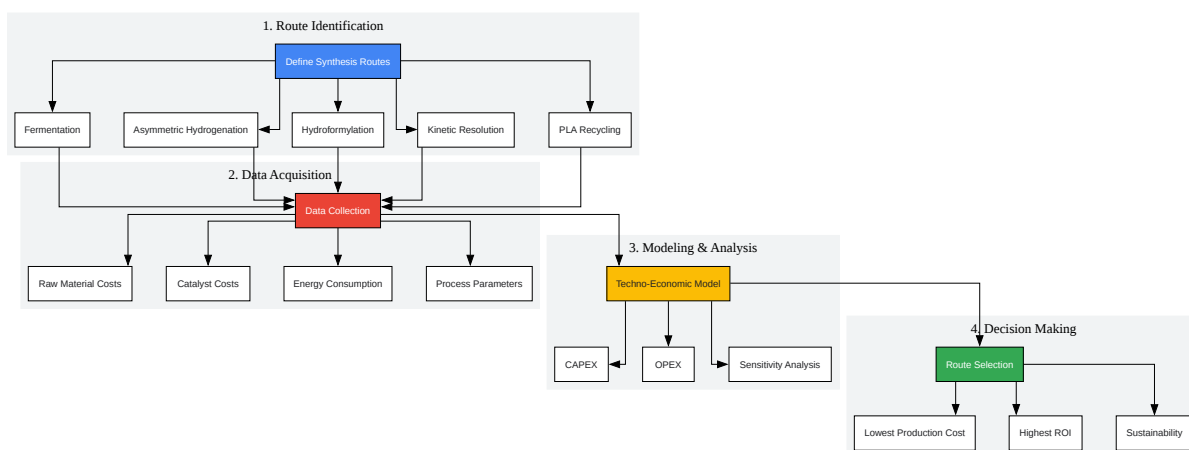 1. Route Identification
Define Synthesis Routes
Fermentation
Asymmetric Hydrogenation
Hydroformylation
Kinetic Resolution
PLA Recycling
2. Data Acquisition
Data Collection
Raw Material Costs
Catalyst Costs
Energy Consumption
Process Parameters
3. Modeling & Analysis
Techno-Economic Model
CAPEX
OPEX
Sensitivity Analysis
4. Decision Making
Route Selection
Lowest Production Cost
Highest ROI
Sustainability